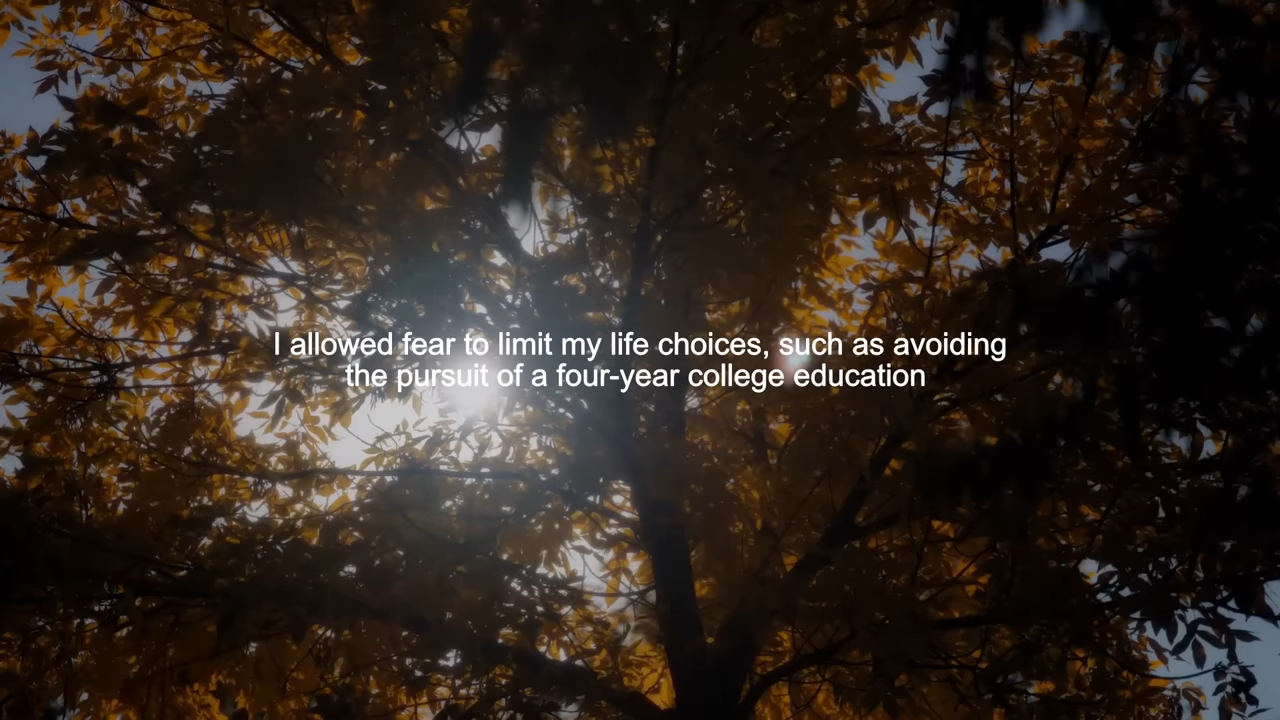 I allowed fear to limit my life choices, such as avoiding
the pursuit of a four-year college education